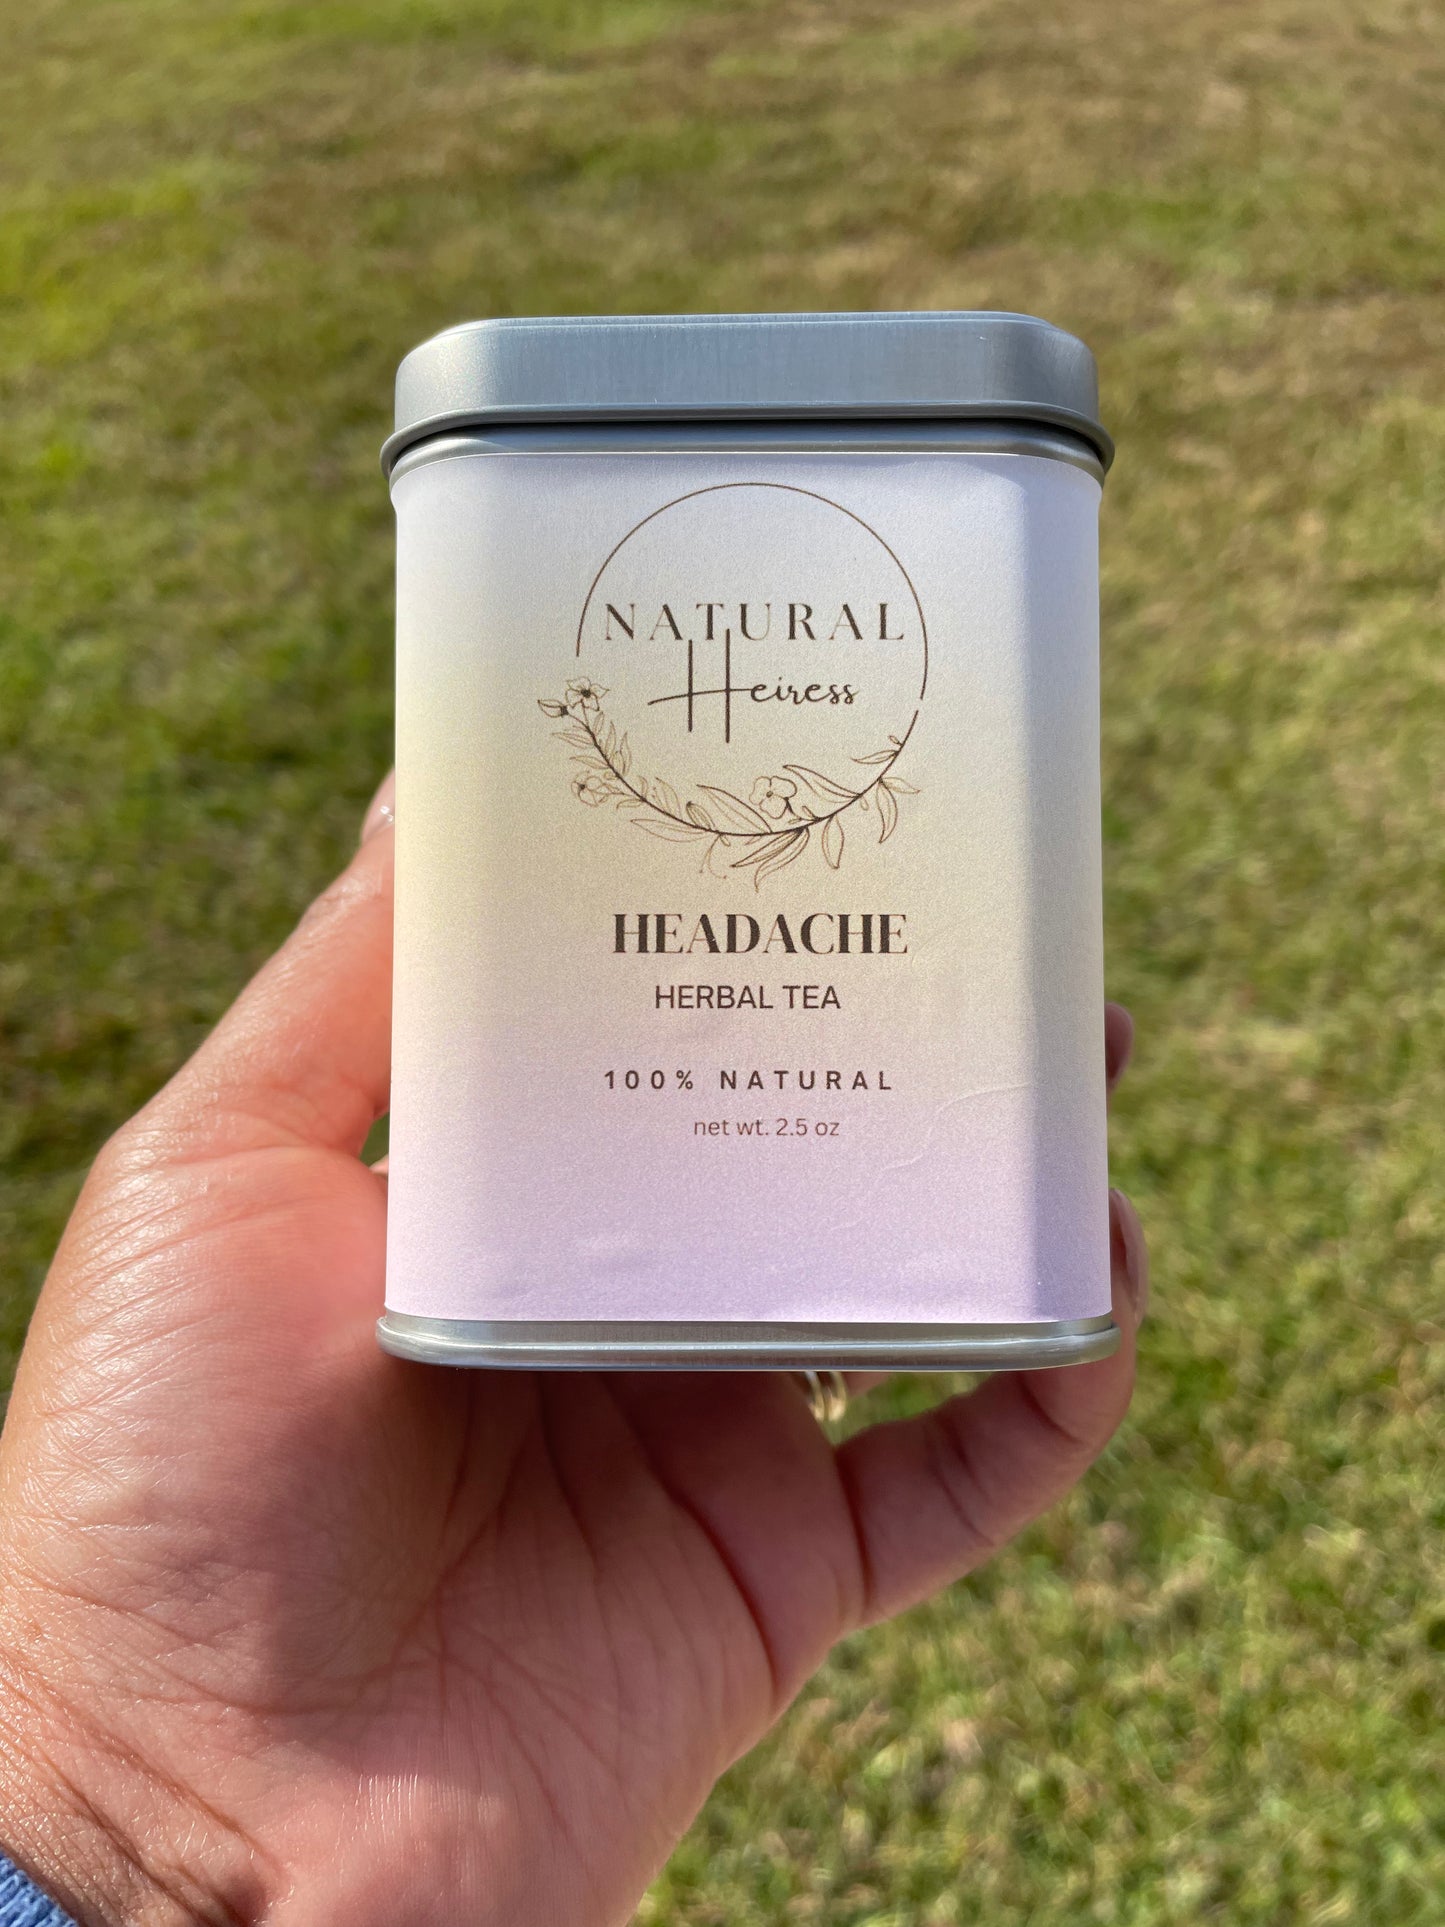 NATURAL
Heiress
HEADACHE
HERBAL TEA
100% NATURAL
net wt. 2.5 oz